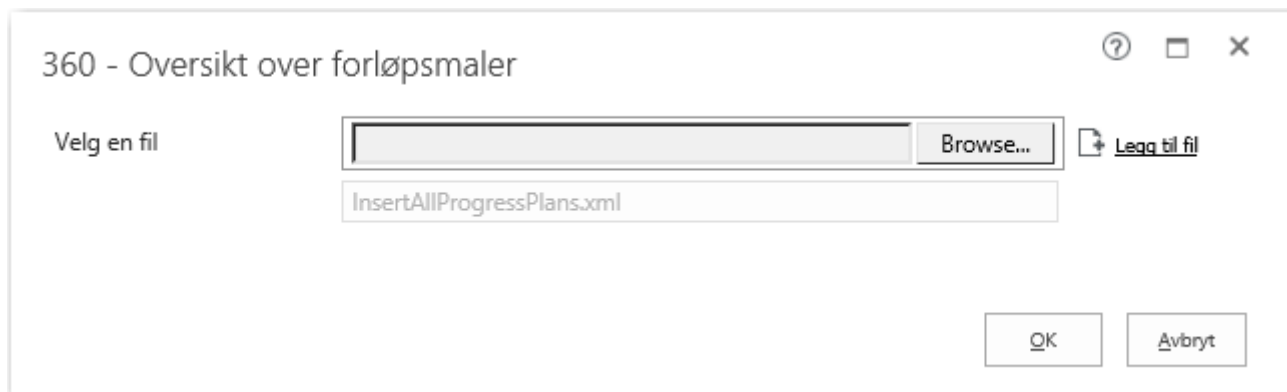 360 - Oversikt over forløpsmaler
Velg en fil
Browse...
Legg til fil
InsertAllProgressPlans.xml
OK
Avbryt